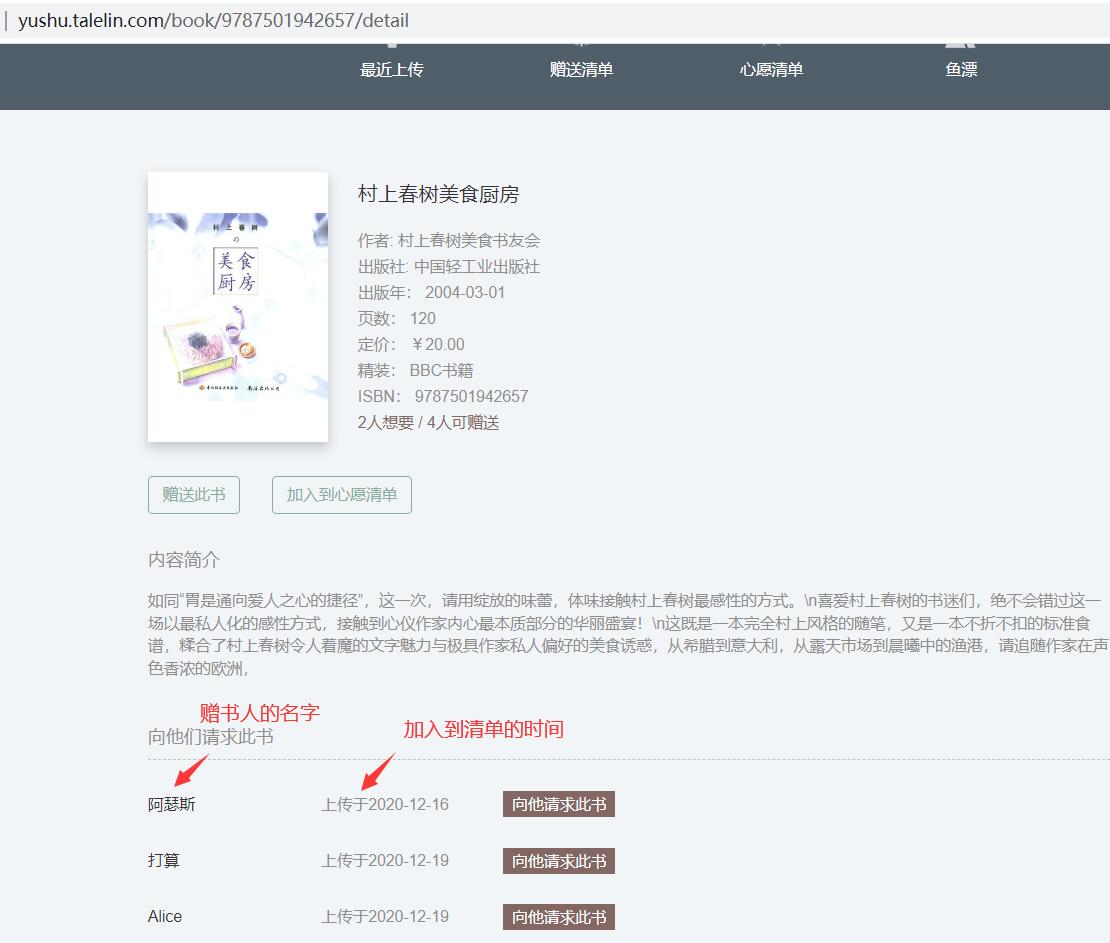 yushu.talelin.com/book/9787501942657/detail
最近上传 赠送清单 心愿清单 鱼漂
村上春树美食厨房
村上春树
の
美食
厨房
作者: 村上春树美食书友会
出版社: 中国轻工业出版社
出版年： 2004-03-01
页数： 120
定价： ￥20.00
精装： BBC书籍
ISBN： 9787501942657
2人想要 / 4人可赠送
赠送此书 加入到心愿清单
内容简介
如同“胃是通向爱人之心的捷径”，这一次，请用绽放的味蕾，体味接触村上春树最感性的方式。\n喜爱村上春树的书迷们，绝不会错过这一
场以最私人化的感性方式，接触到心仪作家内心最本质部分的华丽盛宴！\n这既是一本完全村上风格的随笔，又是一本不折不扣的标准食
谱，糅合了村上春树令人着魔的文字魅力与极具作家私人偏好的美食诱惑，从希腊到意大利，从露天市场到晨曦中的渔港，请追随作家在声
色香浓的欧洲，
赠书人的名字
加入到清单的时间
向他们请求此书
阿瑟斯 上传于2020-12-16 向他请求此书
打算 上传于2020-12-19 向他请求此书
Alice 上传于2020-12-19 向他请求此书